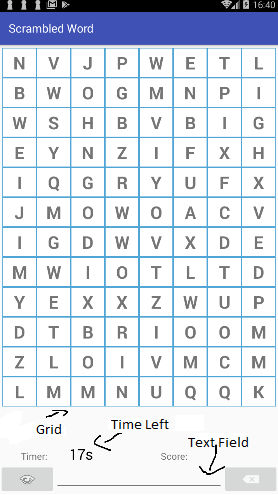 16:40
Scrambled Word
N V J P W E T L
B W O G M N P I
W S H B V B I G
E Y N Z I F X H
I Q G R Y U F X
J M O W O A C V
I G D W V X D E
M W I O T L T D
Y E X X Z W U P
D T B R I O O M
Z L O I V M C M
L M M N U Q Q K
Grid Time Left
Text Field
Timer: 17s Score: